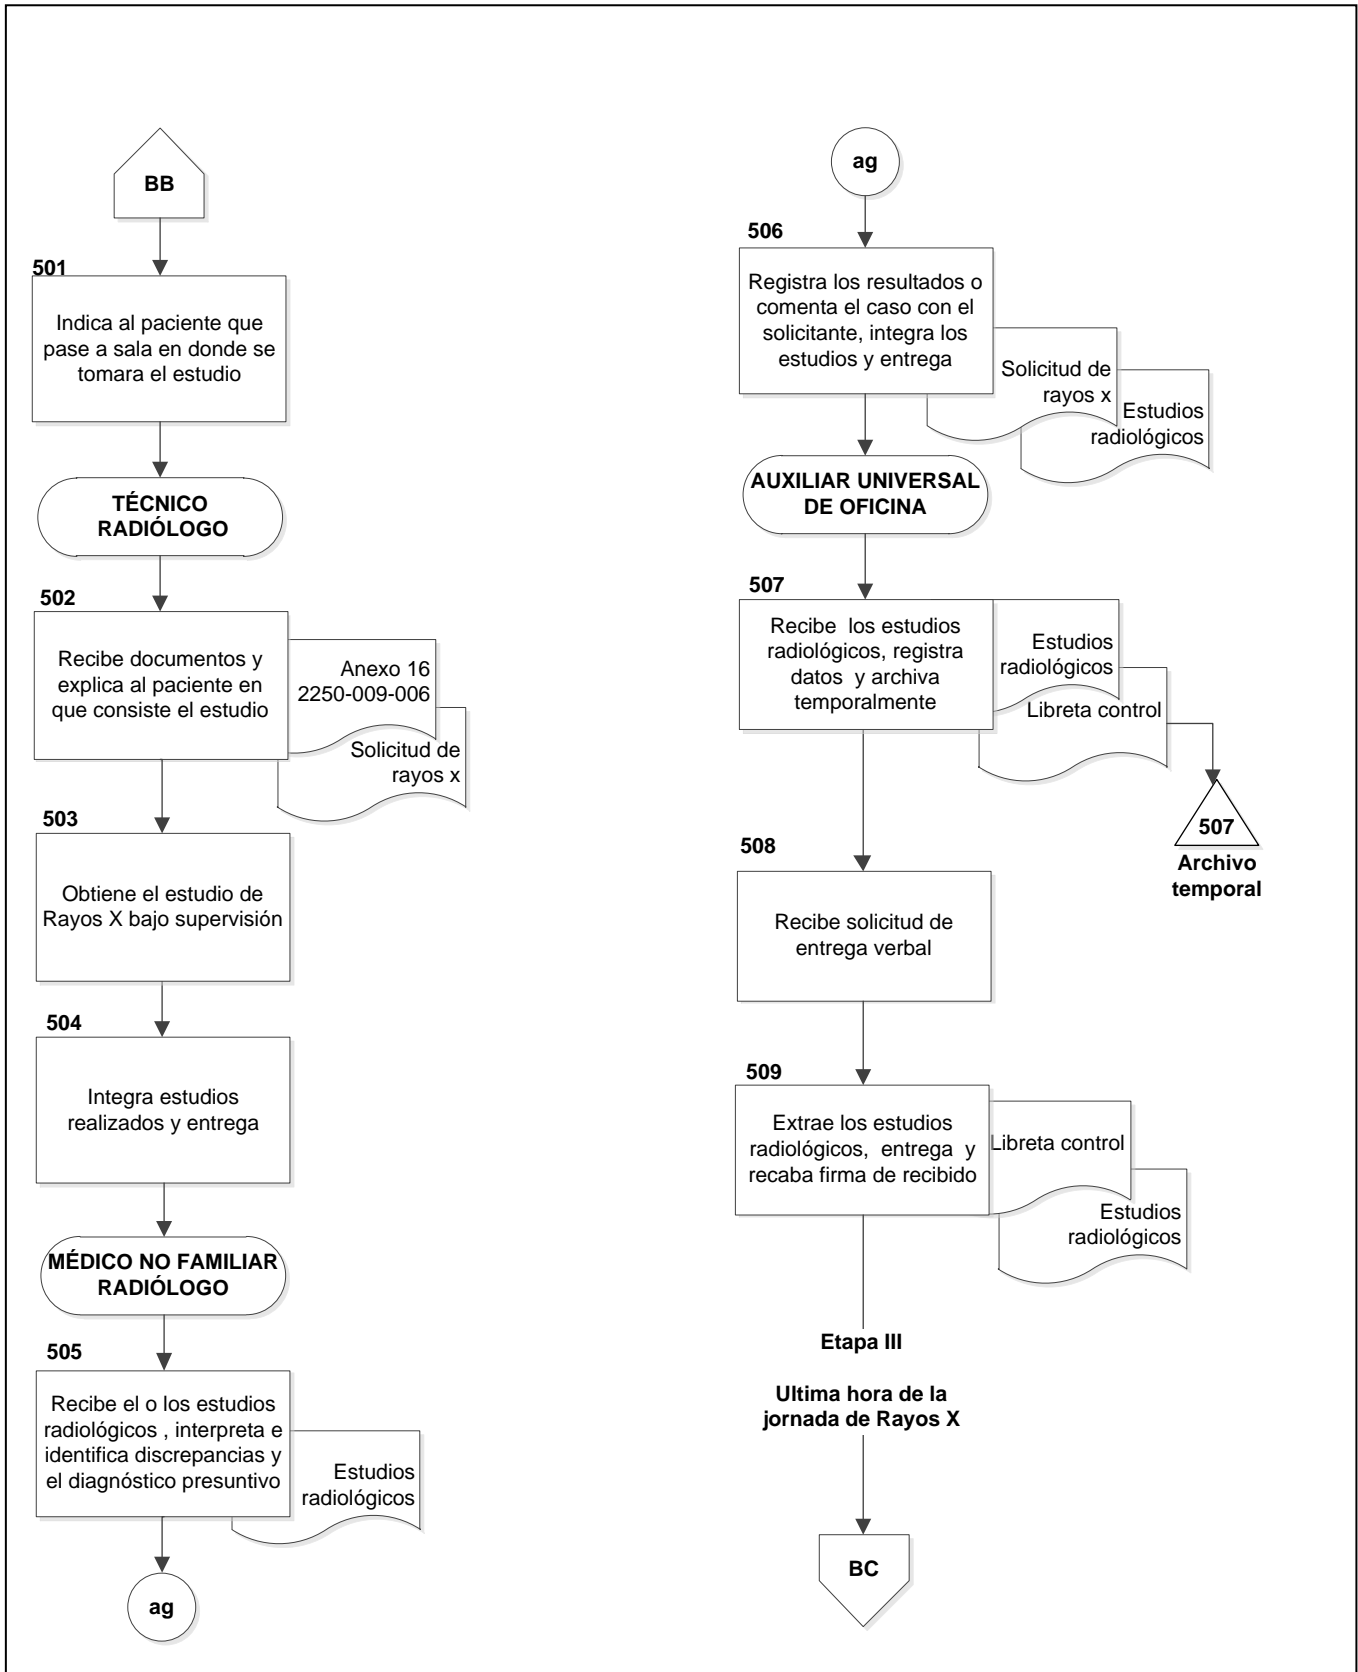 BB
501
Indica al paciente que
pase a sala en donde se
tomara el estudio
TÉCNICO
RADIÓLOGO
502
Recibe documentos y
explica al paciente en
que consiste el estudio
Anexo 16
2250-009-006
Solicitud de
rayos x
503
Obtiene el estudio de
Rayos X bajo supervisión
504
Integra estudios
realizados y entrega
MÉDICO NO FAMILIAR
RADIÓLOGO
505
Recibe el o los estudios
radiológicos , interpreta e
identifica discrepancias y
el diagnóstico presuntivo
Estudios
radiológicos
ag
ag
506
Registra los resultados o
comenta el caso con el
solicitante, integra los
estudios y entrega
Solicitud de
rayos x
Estudios
radiológicos
AUXILIAR UNIVERSAL
DE OFICINA
507
Recibe los estudios
radiológicos, registra
datos y archiva
temporalmente
Estudios
radiológicos
Libreta control
507
Archivo
temporal
508
Recibe solicitud de
entrega verbal
509
Extrae los estudios
radiológicos, entrega y
recaba firma de recibido
Libreta control
Estudios
radiológicos
Etapa III
Ultima hora de la
jornada de Rayos X
BC